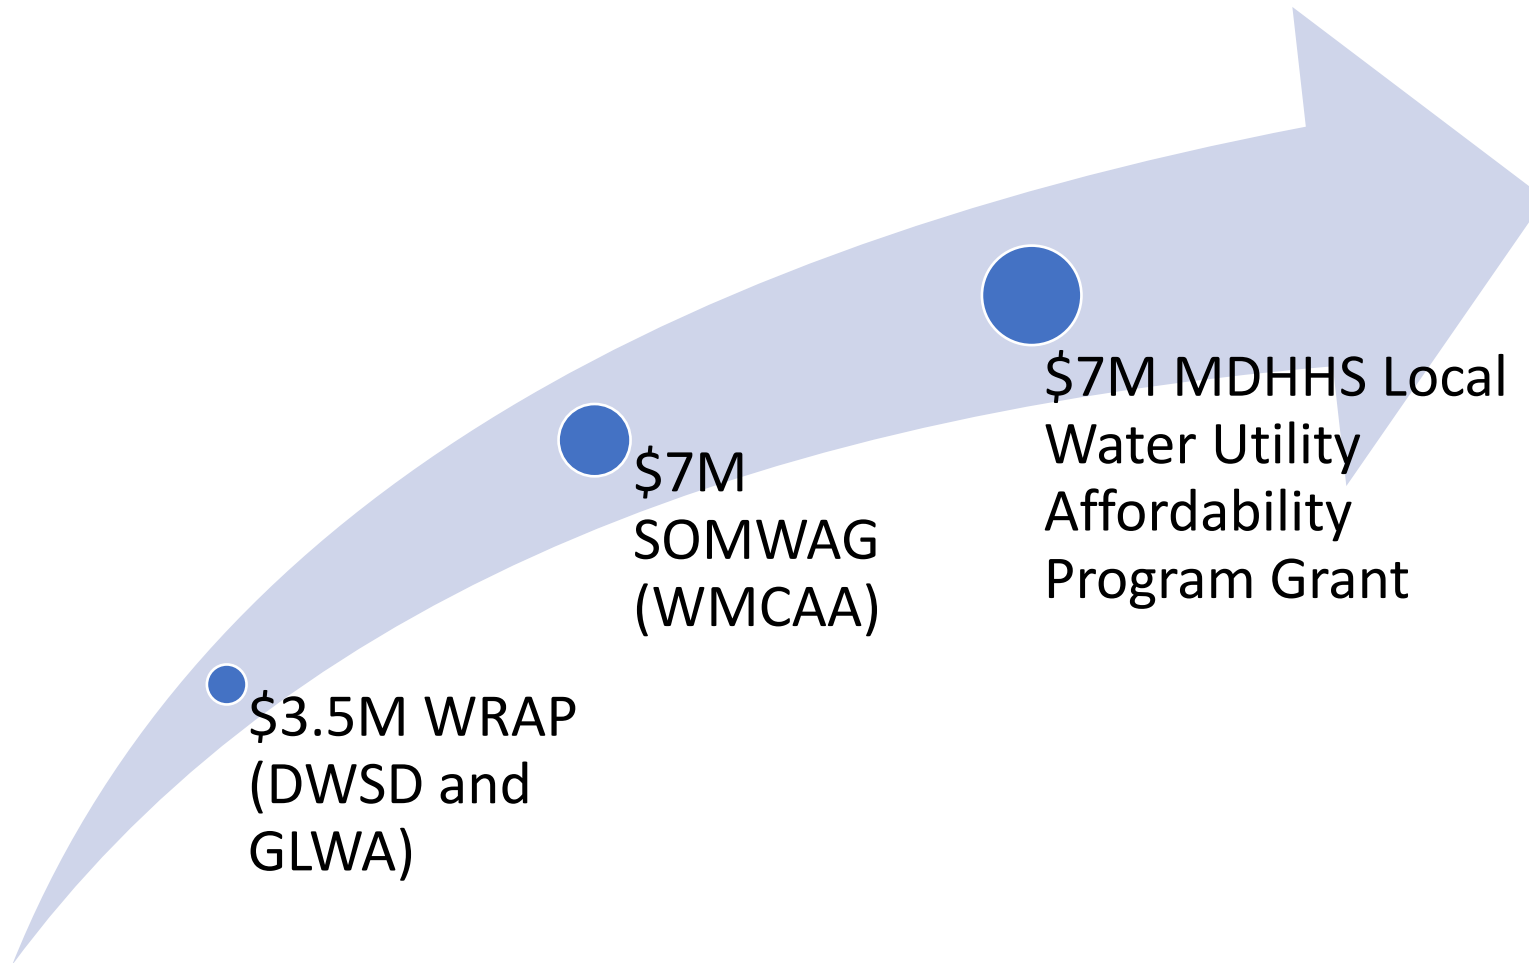 $3.5M WRAP
(DWSD and
GLWA)
$7M
SOMWAG
(WMCAA)
$7M MDHHS Local
Water Utility
Affordability
Program Grant